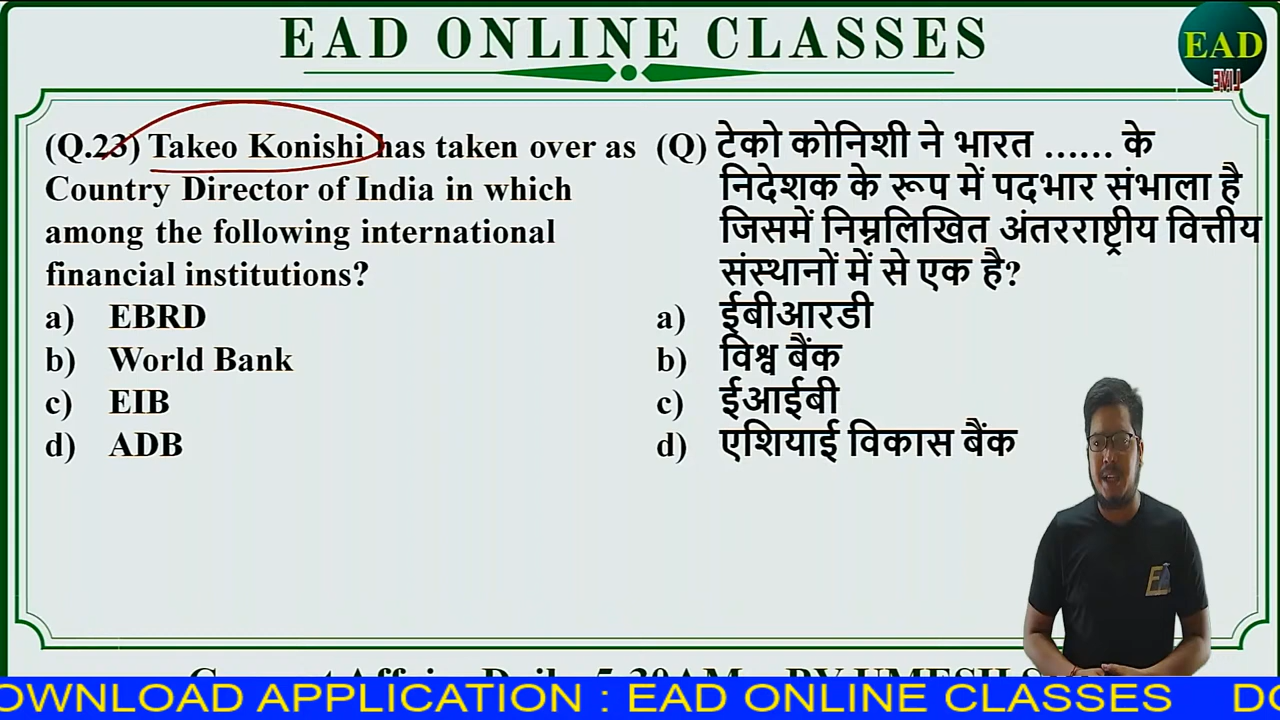 EAD ONLINE CLASSES
EAD
LIVE
(Q.23) Takeo Konishi has taken over as
Country Director of India in which
among the following international
financial institutions?
a) EBRD
b) World Bank
c) EIB
d) ADB
(Q) टेको कोनिशी ने भारत ...... के
निदेशक के रूप में पदभार संभाला है
जिसमें निम्नलिखित अंतरराष्ट्रीय वित्तीय
संस्थानों में से एक है?
a) ईबीआरडी
b) विश्व बैंक
c) ईआईबी
d) एशियाई विकास बैंक
OWNLOAD APPLICATION : EAD ONLINE CLASSES DO